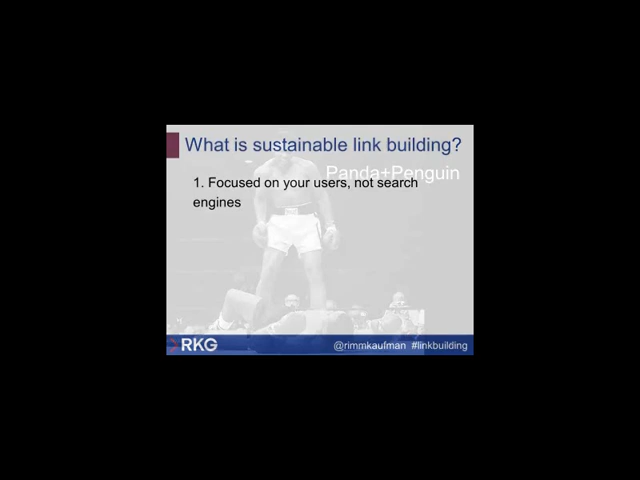 What is sustainable link building?
Panda+Penguin
1. Focused on your users, not search
engines
RKG
@rimmkaufman #linkbuilding